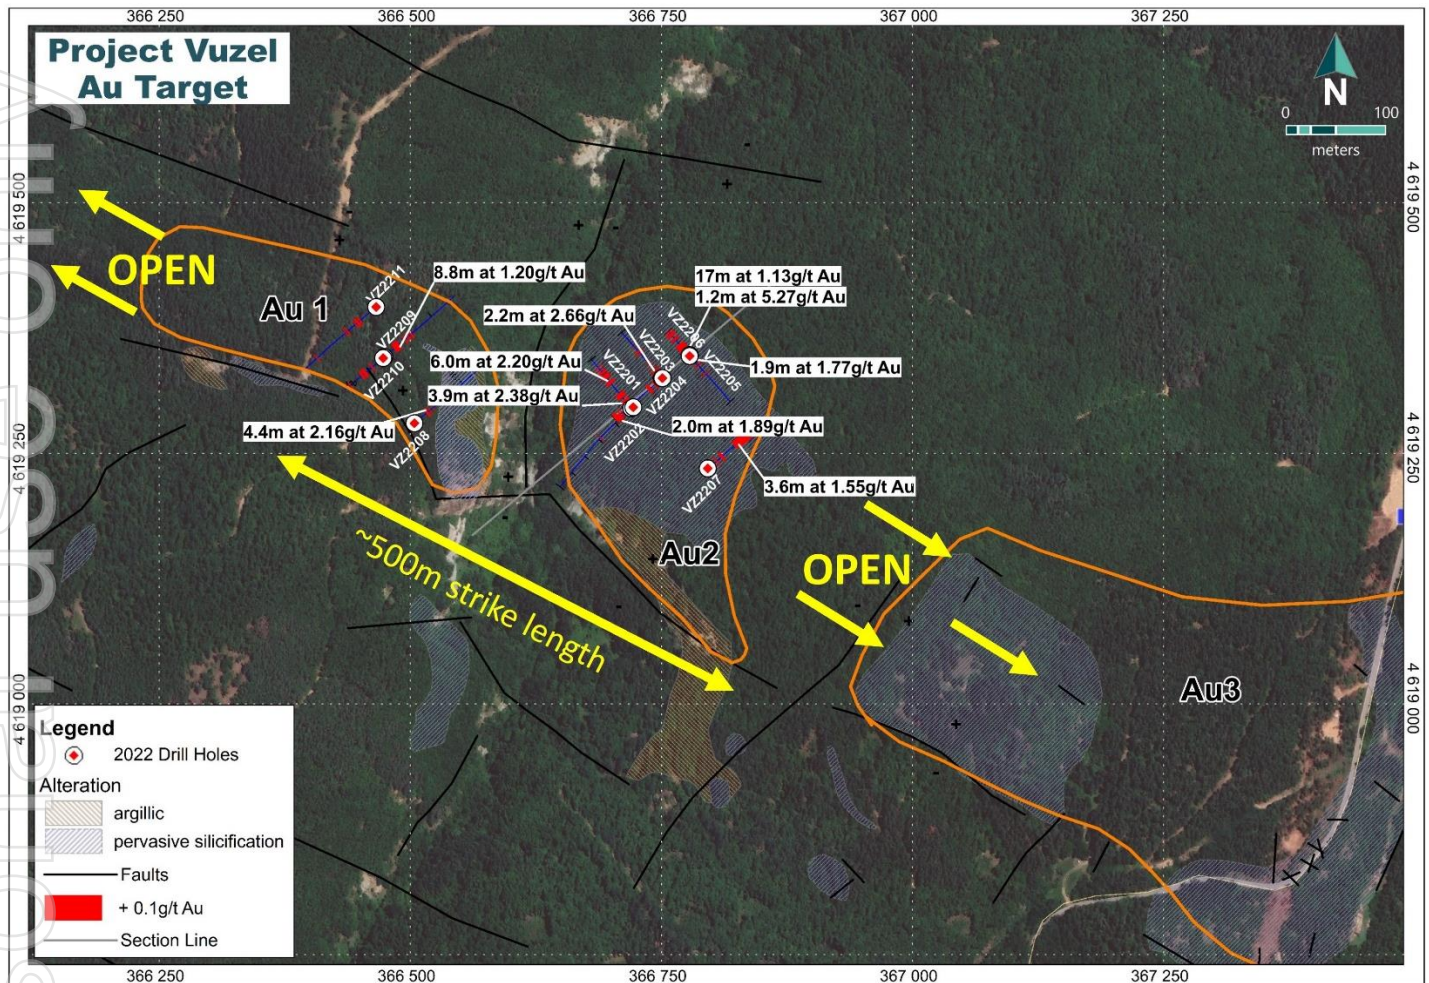 366 250
366 500
366 750
367 000
367 250
Project Vuzel
Au Target
N
0 100
meters
4 619 500
4 619 500
OPEN
Au 1
VZ2211
8.8m at 1.20g/t Au
VZ2209
VZ2210
4.4m at 2.16g/t Au
VZ2208
17m at 1.13g/t Au
1.2m at 5.27g/t Au
2.2m at 2.66g/t Au
VZ2206
VZ2203
VZ2205
6.0m at 2.20g/t Au
VZ2201
1.9m at 1.77g/t Au
VZ2204
3.9m at 2.38g/t Au
2.0m at 1.89g/t Au
VZ2202
VZ2207
3.6m at 1.55g/t Au
4 619 250
4 619 250
~500m strike length
Au2
OPEN
Au3
4 619 000
4 619 000
Legend
2022 Drill Holes
Alteration
argillic
pervasive silicification
Faults
+ 0.1g/t Au
Section Line
366 250
366 500
366 750
367 000
367 250
use only